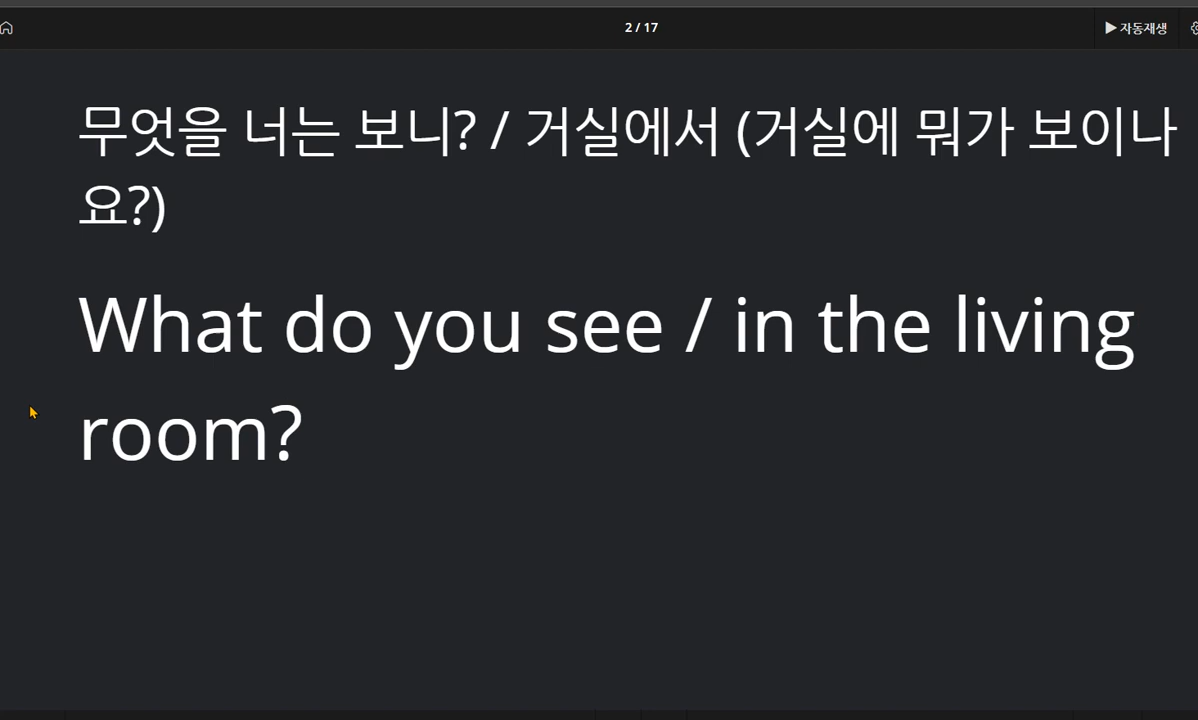 2 / 17
▶ 자동재생
무엇을 너는 보니? / 거실에서 (거실에 뭐가 보이나
요?)
What do you see / in the living
room?